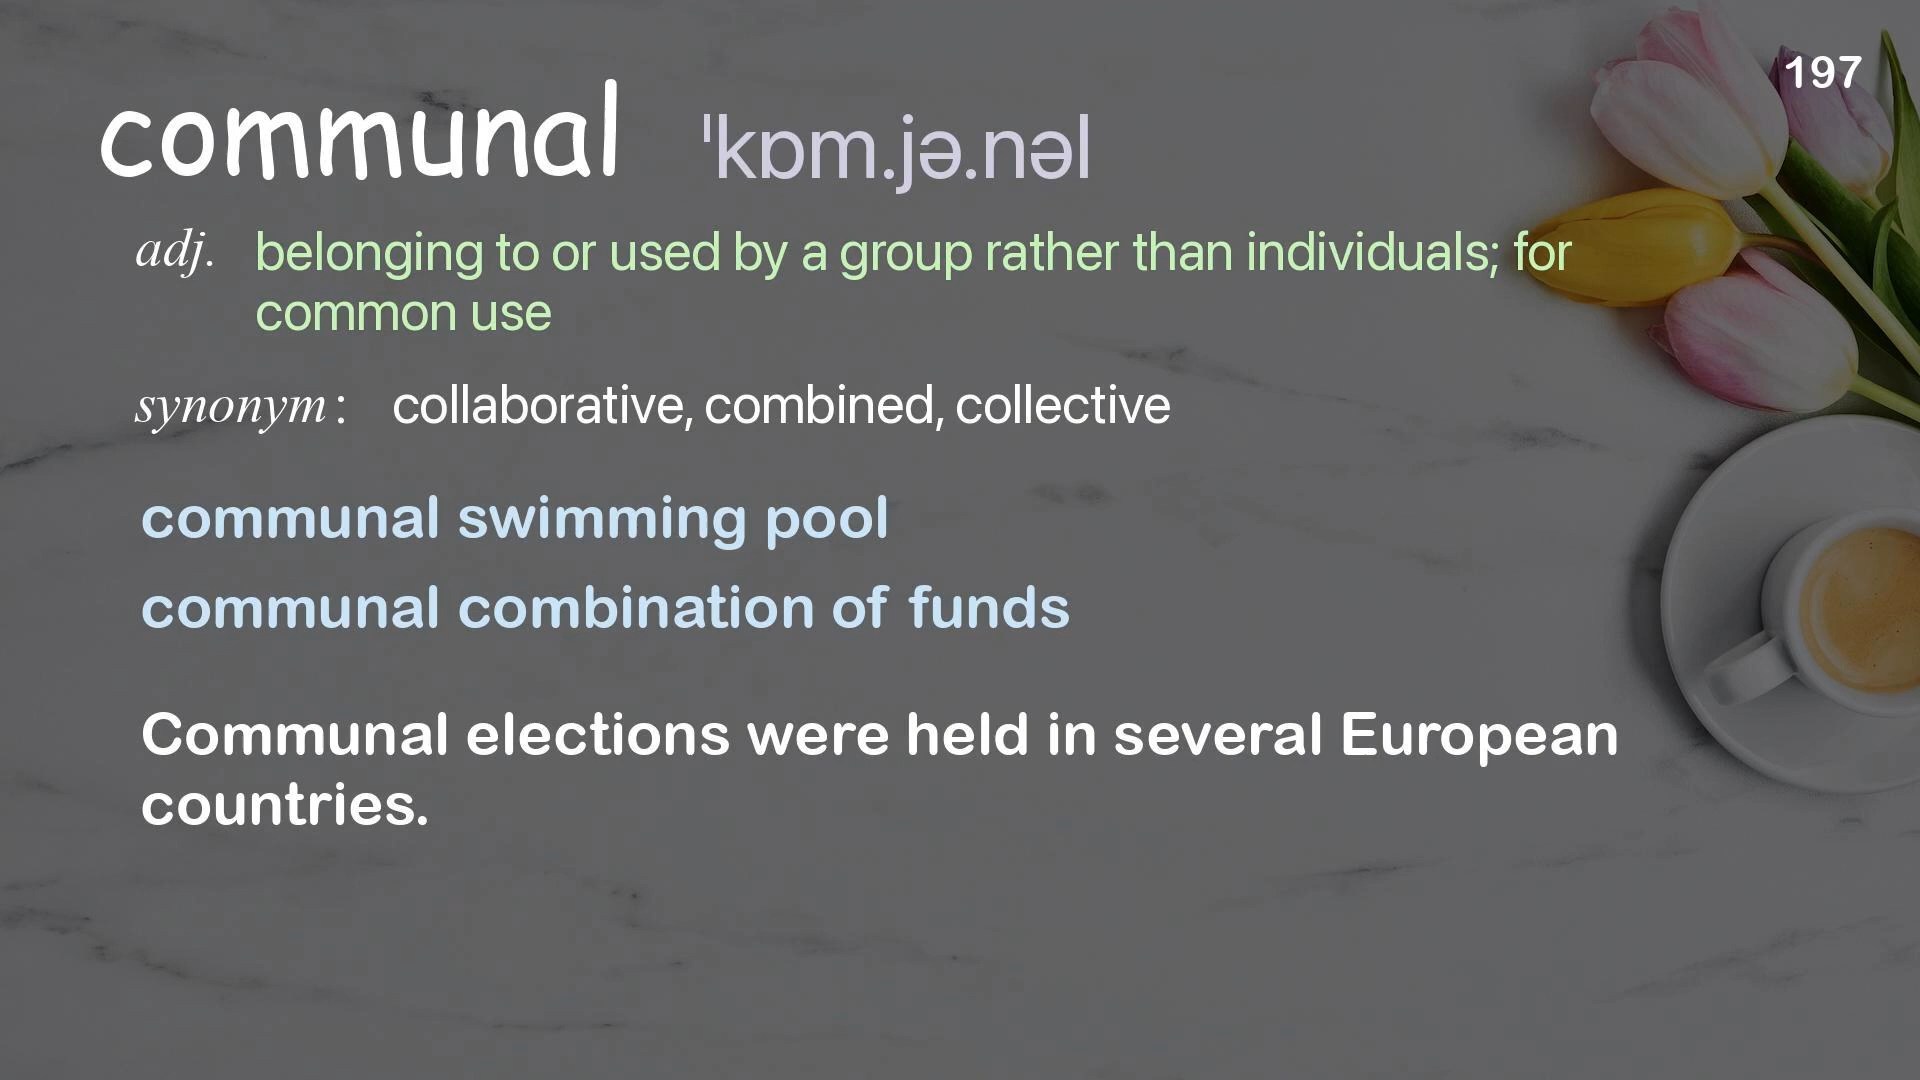 197
communal ˈkɒm.jə.nəl
adj. belonging to or used by a group rather than individuals; for
common use
synonym : collaborative, combined, collective
communal swimming pool
communal combination of funds
Communal elections were held in several European
countries.